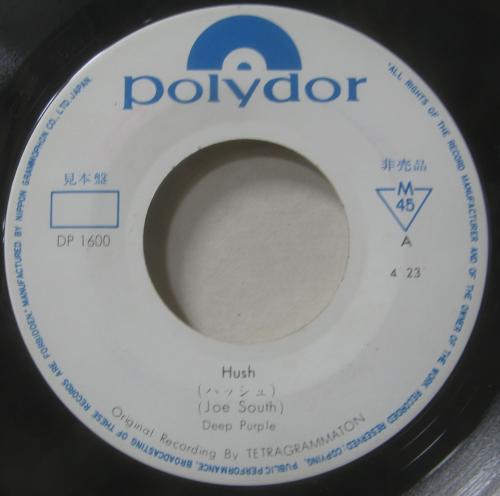 polydor
見本盤
DP 1600
非売品
M
45
A
4 23
Hush
(ハッシュ)
(Joe South)
Deep Purple
Original Recording By TETRAGRAMMATON
"ALL RIGHTS OF THE RECORD MANUFACTURER AND OF THE OWNER OF THE WORK RECORDED RESERVED, COPYING, PUBLIC PERFORMANCE, BROADCASTING OF THESE RECORDS ARE FORBIDDEN" MANUFACTURED BY NIPPON GRAMMOPHON CO., LTD. JAPAN